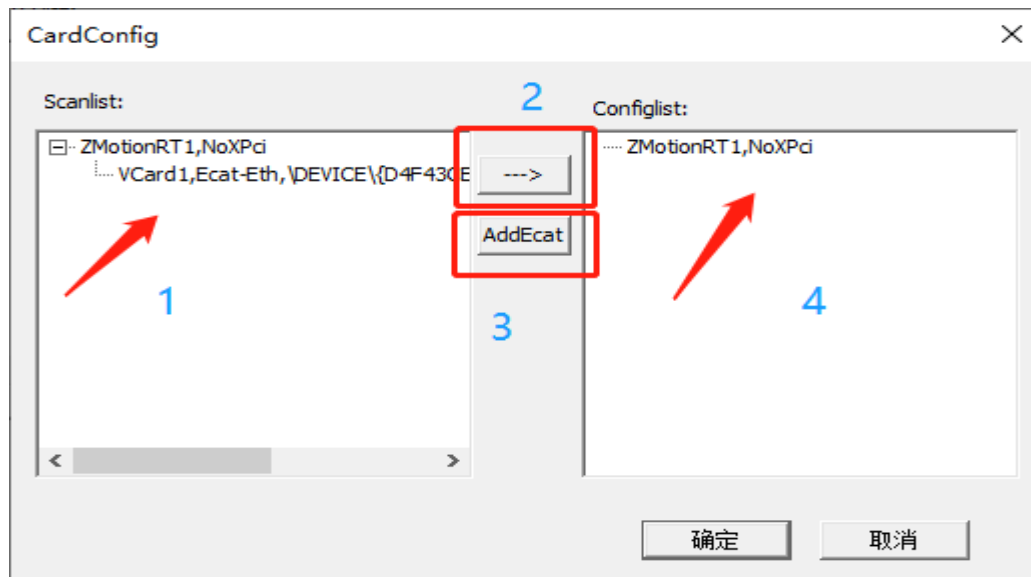 CardConfig
Scanlist:
2
Configlist:
ZMotionRT1,NoXPci
VCard1,Ecat-Eth,\DEVICE\{D4F43CE
--->
ZMotionRT1,NoXPci
AddEcat
1
3
4
确定
取消